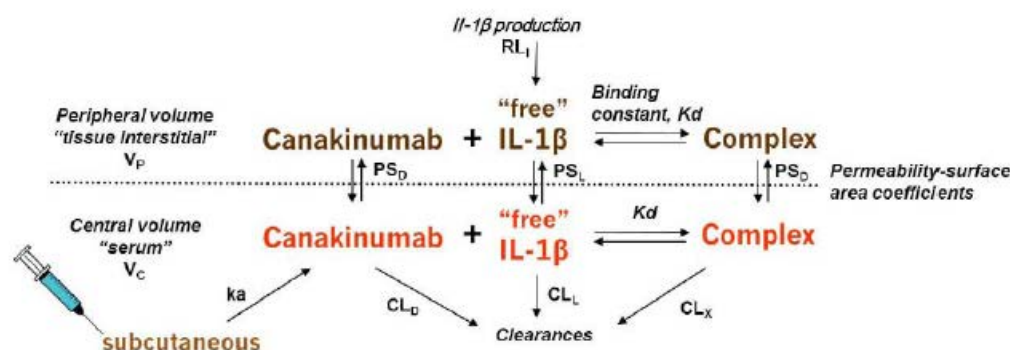 Il-1β production
RLI
Peripheral volume
"tissue interstitial"
VP
Canakinumab + "free" IL-1β
Binding
constant, Kd
Complex
PSD
PSL
PSD
Permeability-surface
area coefficients
Central volume
"serum"
VC
Canakinumab + "free" IL-1β
Kd
Complex
ka
CLD
CLL
CLX
Clearances
subcutaneous